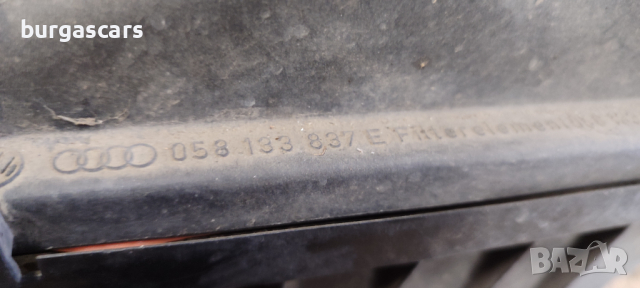 burgascars
058 133 837 E Filterelement
BAZAR